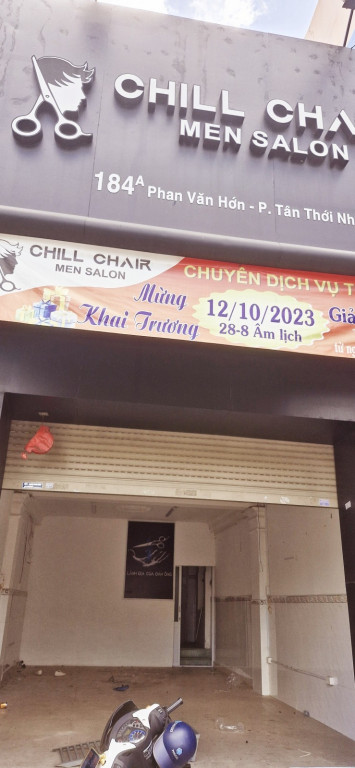 CHILL CHAI
MEN SALON
184A Phan Văn Hớn - P. Tân Thới Nh
CHILL CHAIR
MEN SALON
CHUYÊN DỊCH VỤ T
Mừng
Khai Trương
12/10/2023
28-8 Âm lịch
Giả